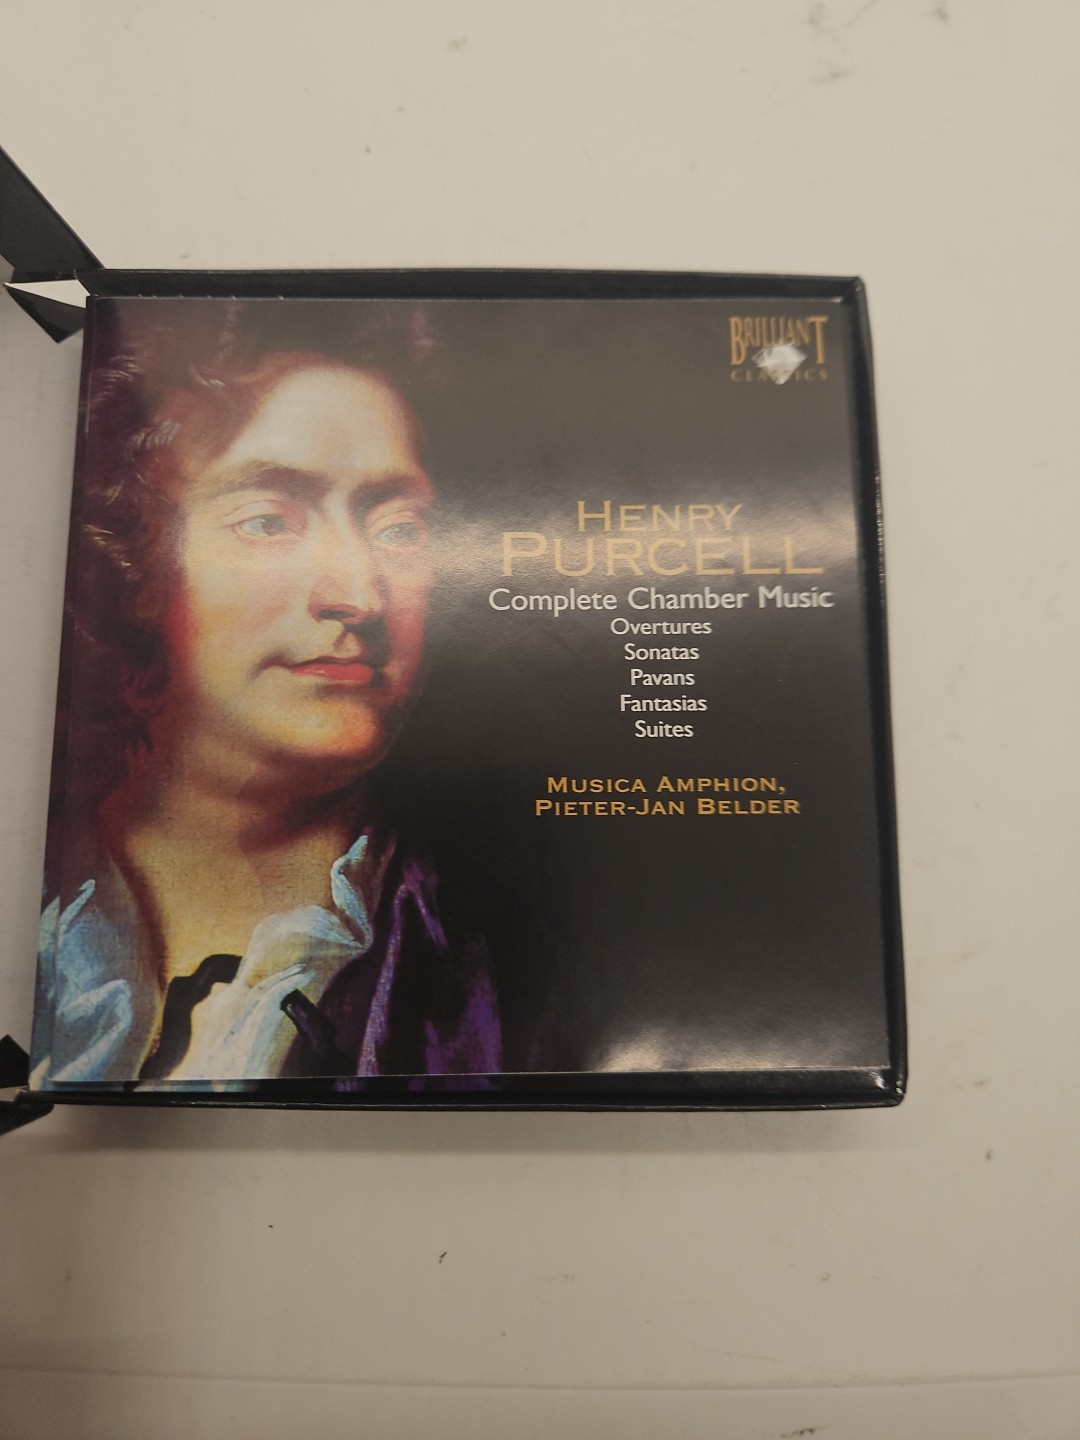 BRILLIANT
CLASSICS
HENRY
PURCELL
Complete Chamber Music
Overtures
Sonatas
Pavans
Fantasias
Suites
MUSICA AMPHION,
PIETER-JAN BELDER